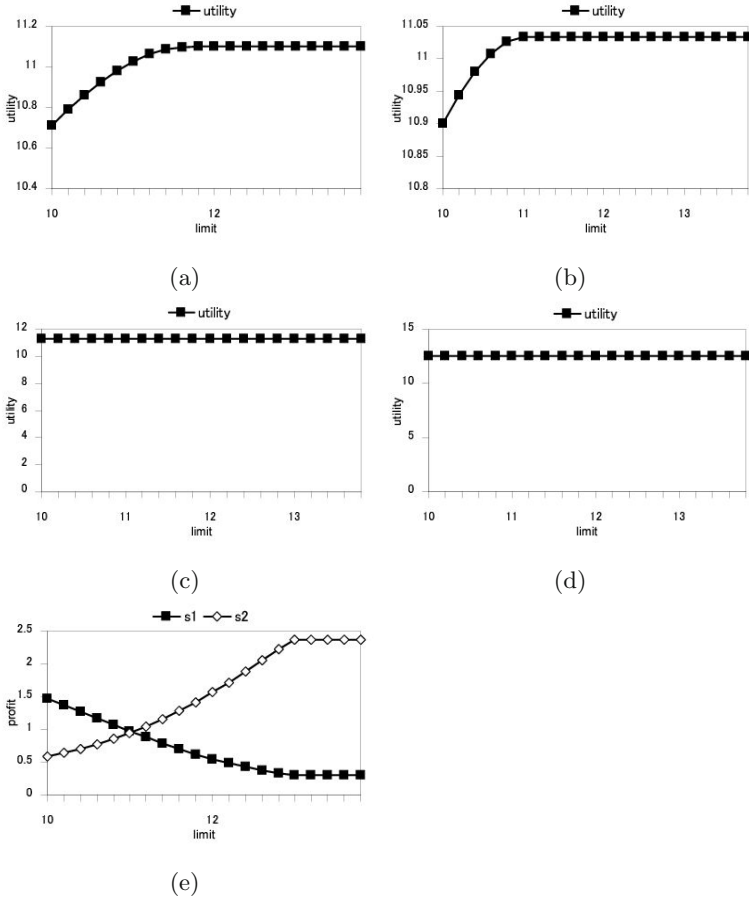 utility
11.2
11
10.8
10.6
10.4
utility
10
12
limit
(a)
utility
11.05
11
10.95
10.9
10.85
10.8
utility
10
11
12
13
limit
(b)
utility
12
10
8
6
4
2
0
utility
10
11
12
13
limit
(c)
utility
15
10
5
0
utility
10
11
12
13
limit
(d)
s1 s2
2.5
2
1.5
1
0.5
0
profit
10
12
limit
(e)